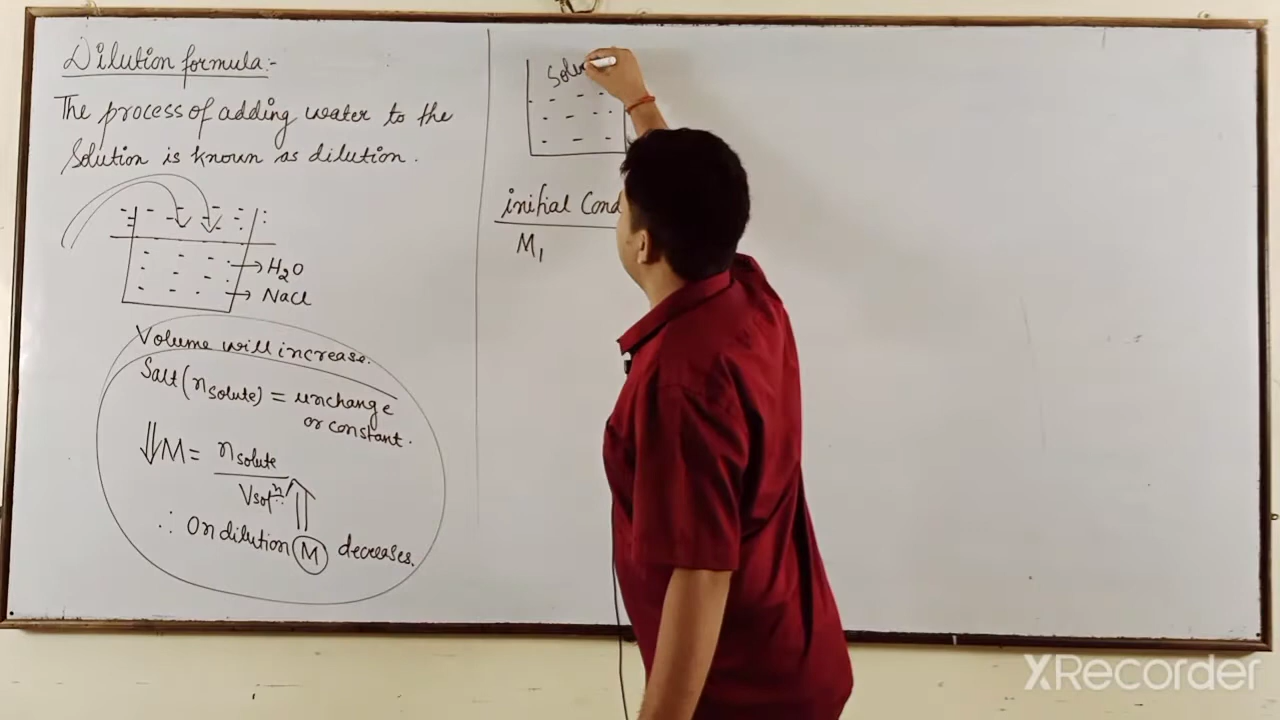 Dilution formula:-
The process of adding water to the
Solution is known as dilution.
H₂O
NaCl
Volume will increase.
Salt (nsolute) = unchange
or constant.
M = nsolute
Vsolⁿ
∴ On dilution M decreases.
initial
M₁
XRecorder